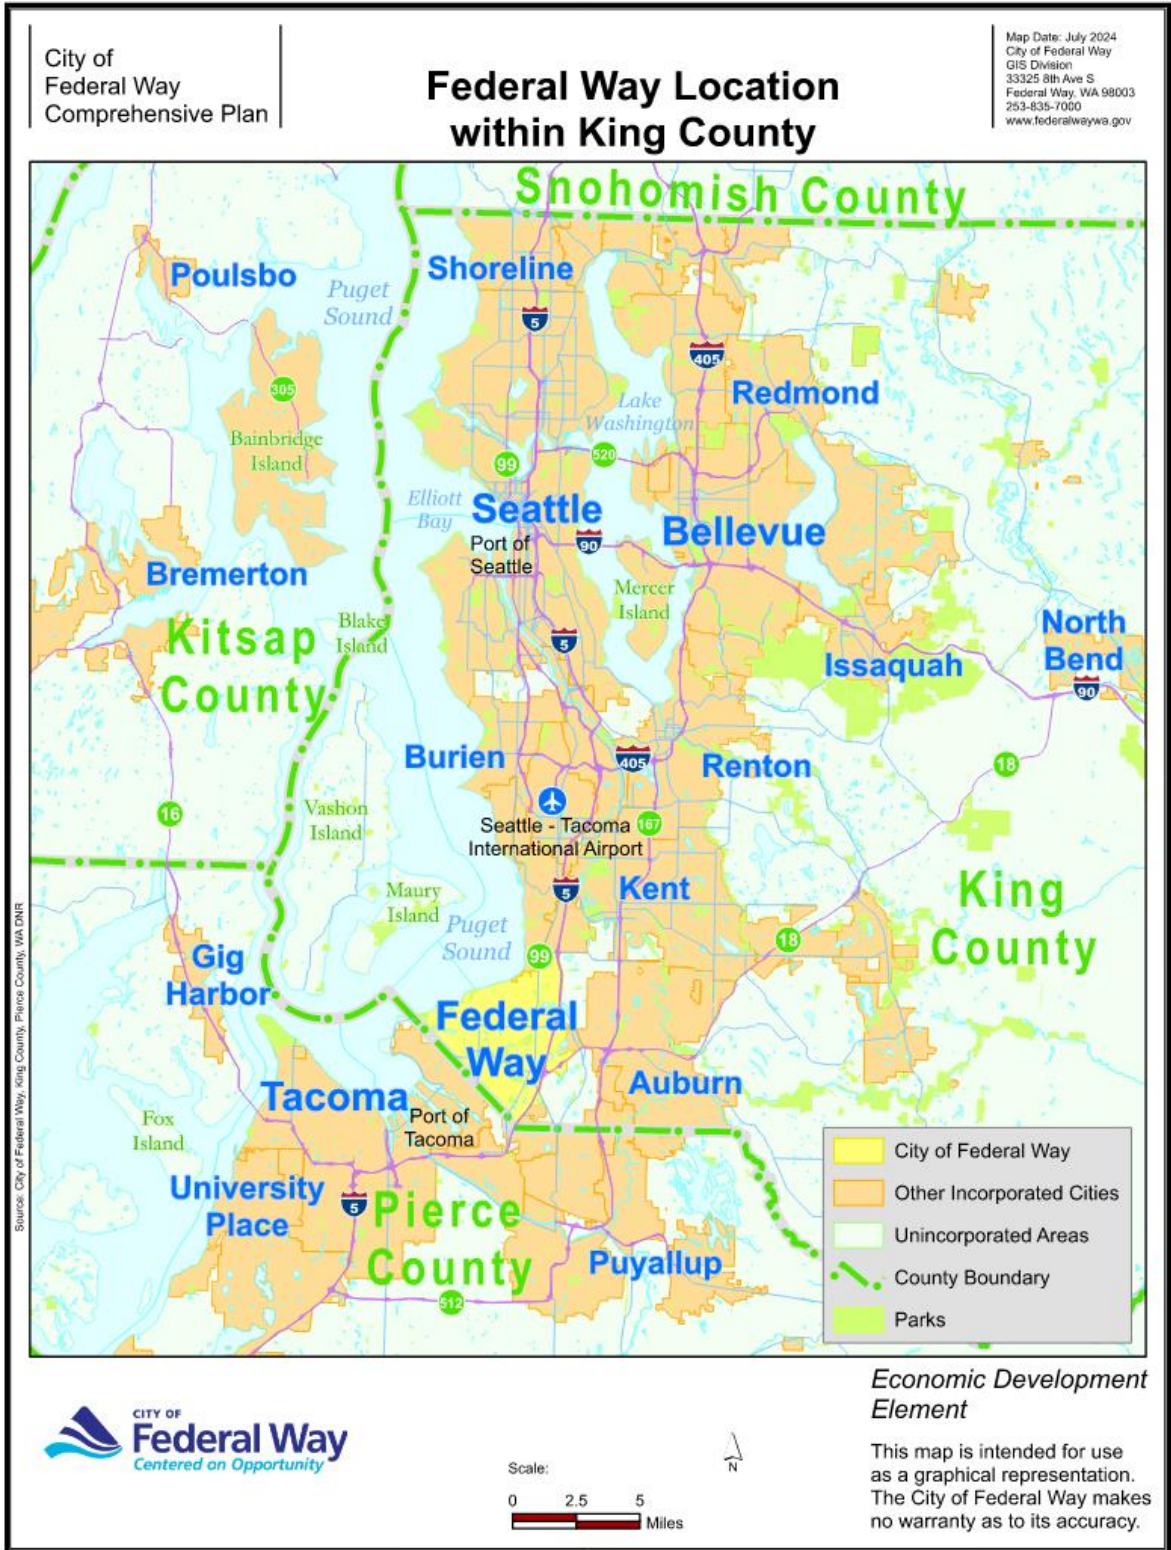 City of
Federal Way
Comprehensive Plan
Federal Way Location
within King County
Map Date: July 2024
City of Federal Way
GIS Division
33325 8th Ave S
Federal Way, WA 98003
253-835-7000
www.federalwaywa.gov
Snohomish County
Poulsbo
Puget
Sound
Shoreline
5
405
305
Redmond
Lake
Washington
Bainbridge
Island
99
520
Elliott
Bay
Seattle
Bellevue
Port of
Seattle
90
Bremerton
Mercer
Island
Blake
Island
Kitsap
County
5
North
Bend
90
Issaquah
Burien
405
Renton
18
16
Vashon
Island
Seattle - Tacoma
International Airport
167
5
Kent
Maury
Island
King
County
Puget
Sound
99
18
Gig
Harbor
Federal
Way
Tacoma
Auburn
Port of
Tacoma
Fox
Island
University
Place
5
Pierce
County
Puyallup
512
City of Federal Way
Other Incorporated Cities
Unincorporated Areas
County Boundary
Parks
Source: City of Federal Way, King County, Pierce County, WA DNR
CITY OF
Federal Way
Centered on Opportunity
Scale:
0 2.5 5
Miles
N
Economic Development
Element
This map is intended for use
as a graphical representation.
The City of Federal Way makes
no warranty as to its accuracy.